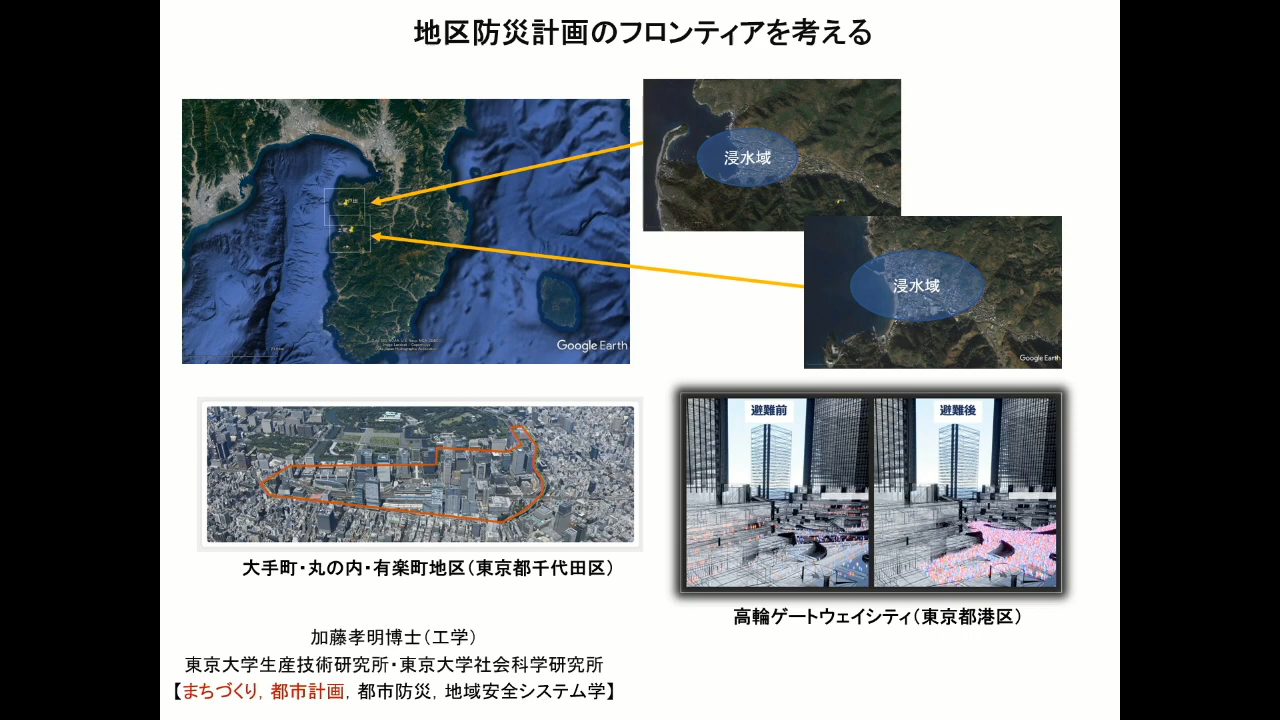 地区防災計画のフロンティアを考える
浸水域
浸水域
Google Earth
Google Earth
避難前
避難後
大手町・丸の内・有楽町地区（東京都千代田区）
高輪ゲートウェイシティ（東京都港区）
加藤孝明博士（工学）
東京大学生産技術研究所・東京大学社会科学研究所
【まちづくり，都市計画，都市防災，地域安全システム学】